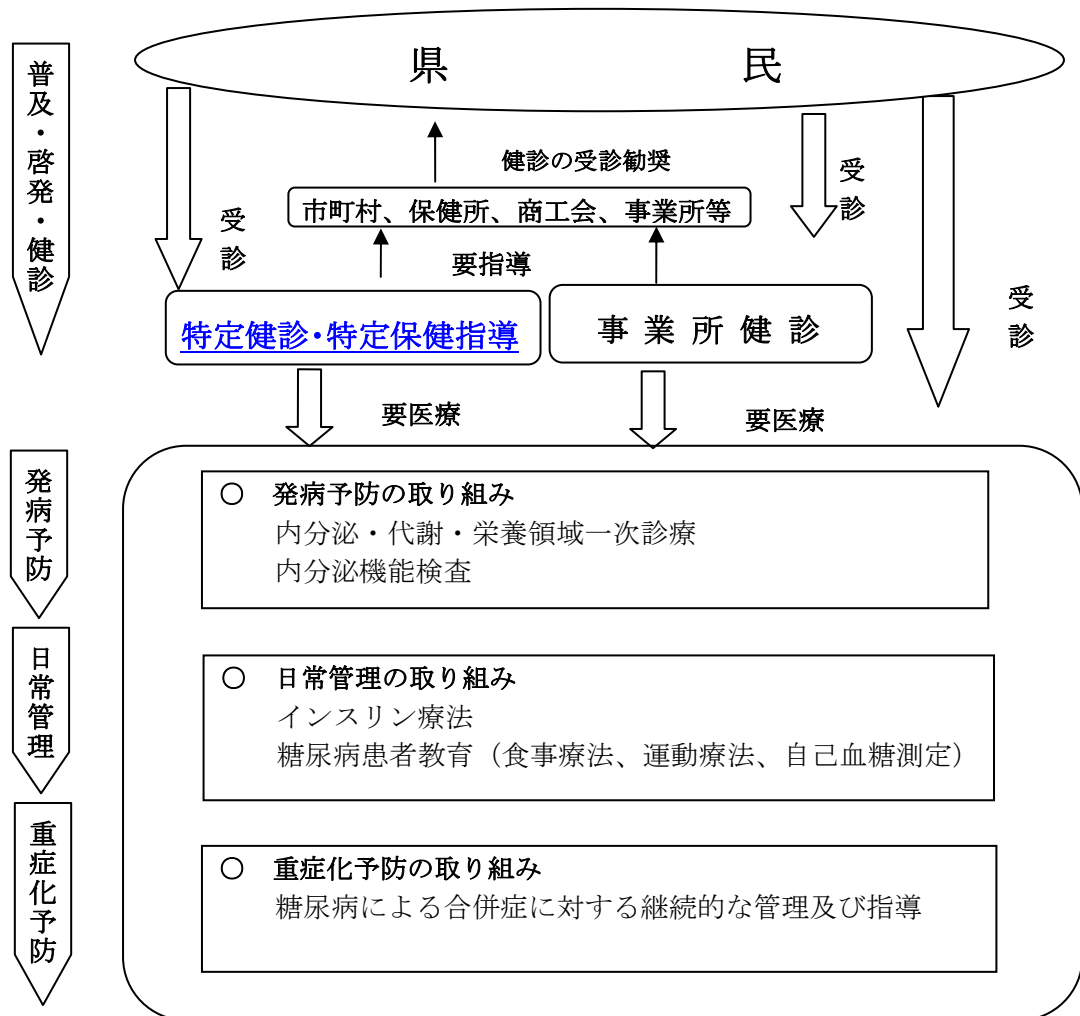 県 民
普及・啓発・健診
健診の受診勧奨
受診
市町村、保健所、商工会、事業所等
受診
要指導
受診
特定健診・特定保健指導
事 業 所 健 診
要医療
要医療
発病予防
○ 発病予防の取り組み
内分泌・代謝・栄養領域一次診療
内分泌機能検査
日常管理
○ 日常管理の取り組み
インスリン療法
糖尿病患者教育（食事療法、運動療法、自己血糖測定）
重症化予防
○ 重症化予防の取り組み
糖尿病による合併症に対する継続的な管理及び指導